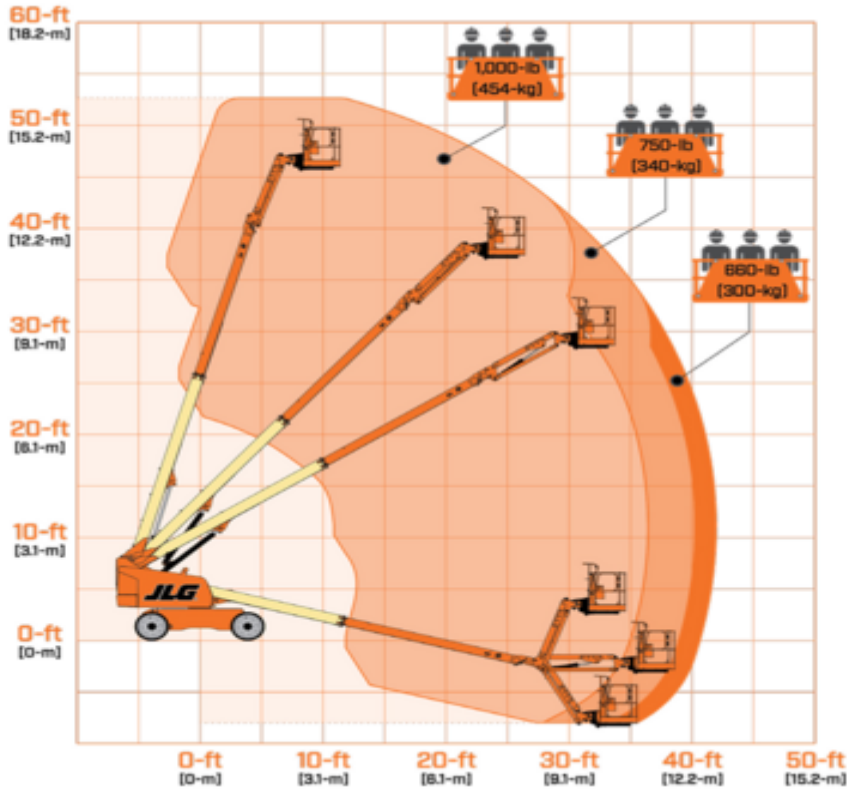 60-ft
[18.2-m]
50-ft
[15.2-m]
40-ft
[12.2-m]
30-ft
[9.1-m]
20-ft
[6.1-m]
10-ft
[3.1-m]
0-ft
[0-m]
1,000-lb
(454-kg)
750-lb
(340-kg)
660-lb
(300-kg)
JLG
0-ft
[0-m]
10-ft
[3.1-m]
20-ft
[6.1-m]
30-ft
[9.1-m]
40-ft
[12.2-m]
50-ft
[15.2-m]